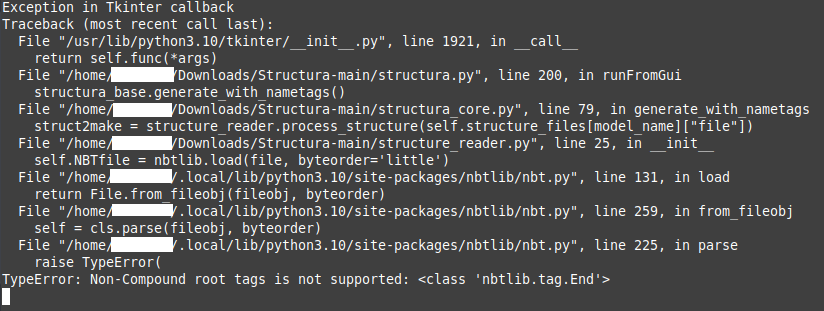 Exception in Tkinter callback
Traceback (most recent call last):
  File "/usr/lib/python3.10/tkinter/__init__.py", line 1921, in __call__
    return self.func(*args)
  File "/home/        /Downloads/Structura-main/structura.py", line 200, in runFromGui
    structura_base.generate_with_nametags()
  File "/home/        /Downloads/Structura-main/structura_core.py", line 79, in generate_with_nametags
    struct2make = structure_reader.process_structure(self.structure_files[model_name]["file"])
  File "/home/        /Downloads/Structura-main/structure_reader.py", line 25, in __init__
    self.NBTfile = nbtlib.load(file, byteorder='little')
  File "/home/        /.local/lib/python3.10/site-packages/nbtlib/nbt.py", line 131, in load
    return File.from_fileobj(fileobj, byteorder)
  File "/home/        /.local/lib/python3.10/site-packages/nbtlib/nbt.py", line 259, in from_fileobj
    self = cls.parse(fileobj, byteorder)
  File "/home/        /.local/lib/python3.10/site-packages/nbtlib/nbt.py", line 225, in parse
    raise TypeError(
TypeError: Non-Compound root tags is not supported: <class 'nbtlib.tag.End'>